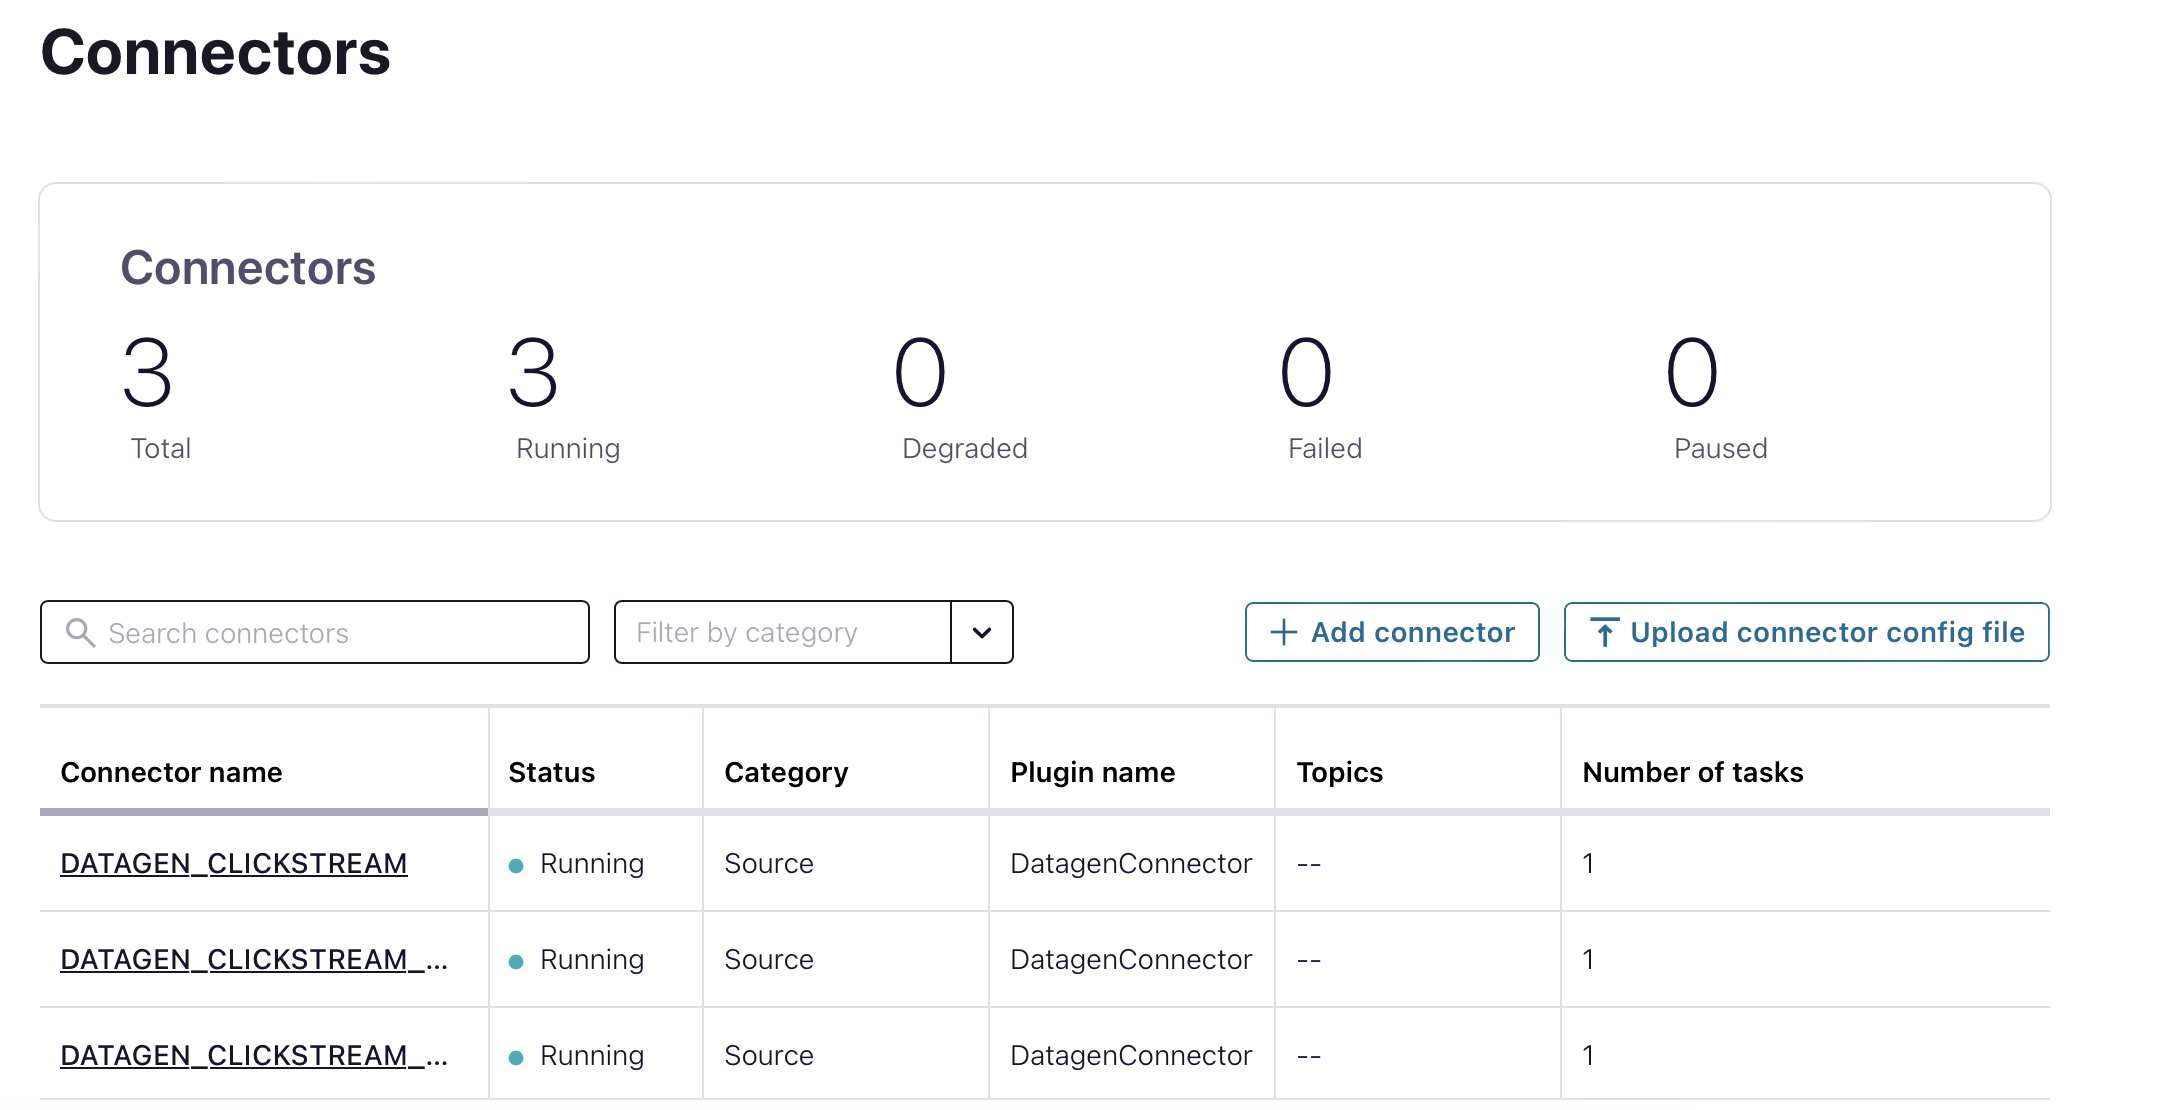 Connectors
Connectors
3 3 0 0 0
Total Running Degraded Failed Paused
Search connectors Filter by category Add connector Upload connector config file
Connector name Status Category Plugin name Topics Number of tasks
DATAGEN_CLICKSTREAM Running Source DatagenConnector -- 1
DATAGEN_CLICKSTREAM_... Running Source DatagenConnector -- 1
DATAGEN_CLICKSTREAM_... Running Source DatagenConnector -- 1